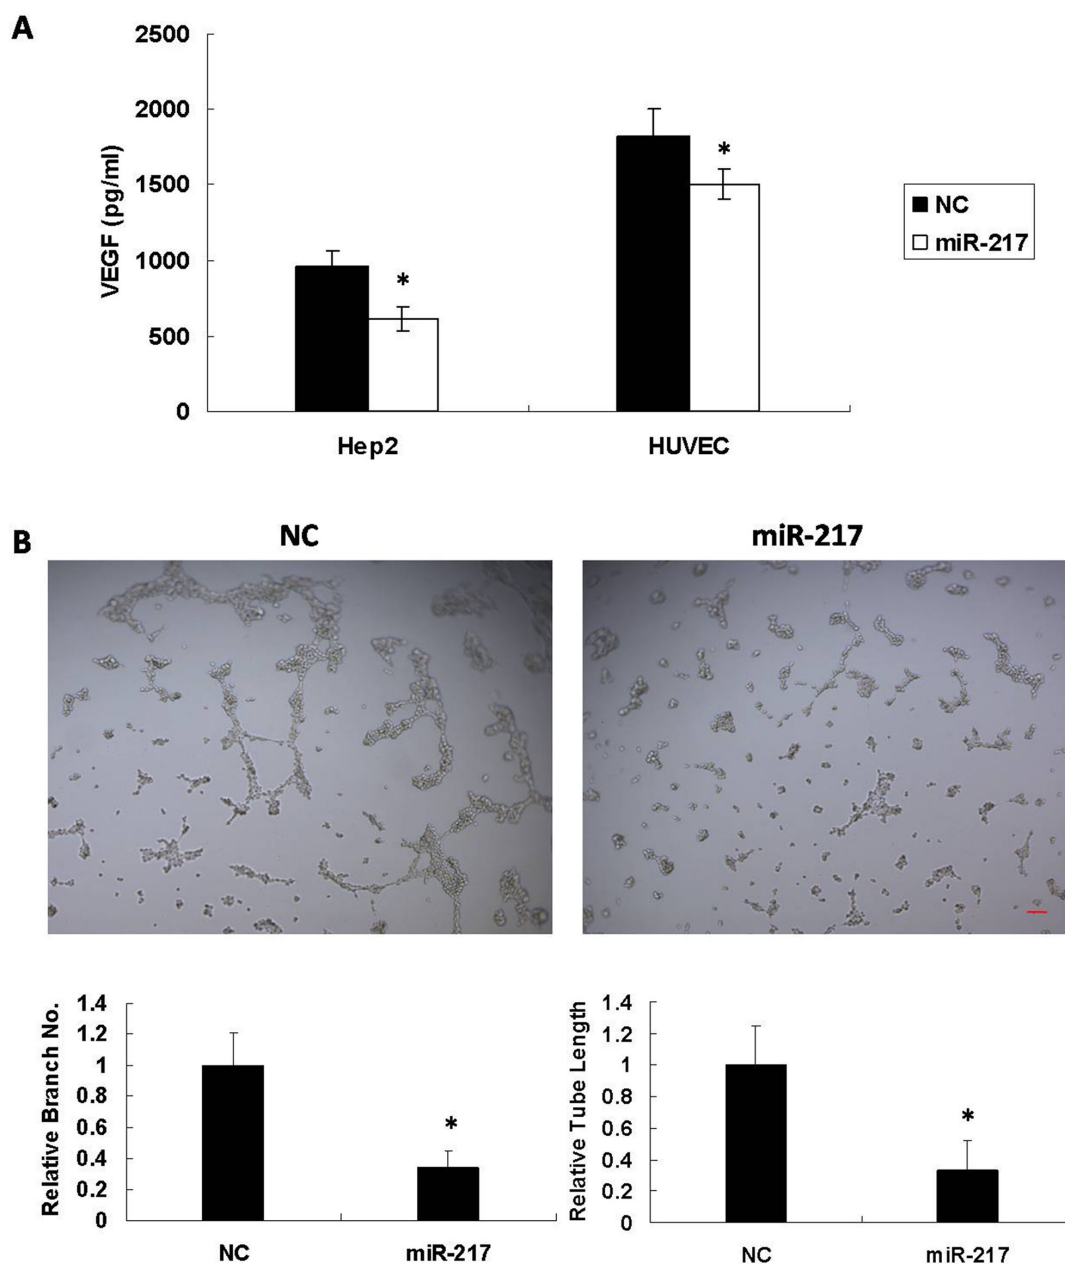 A
2500
2000
1500
1000
500
0
VEGF (pg/ml)
*
*
Hep2
HUVEC
NC
miR-217
B
NC
miR-217
1.4
1.2
1
0.8
0.6
0.4
0.2
0
Relative Branch No.
*
NC
miR-217
1.4
1.2
1
0.8
0.6
0.4
0.2
0
Relative Tube Length
*
NC
miR-217